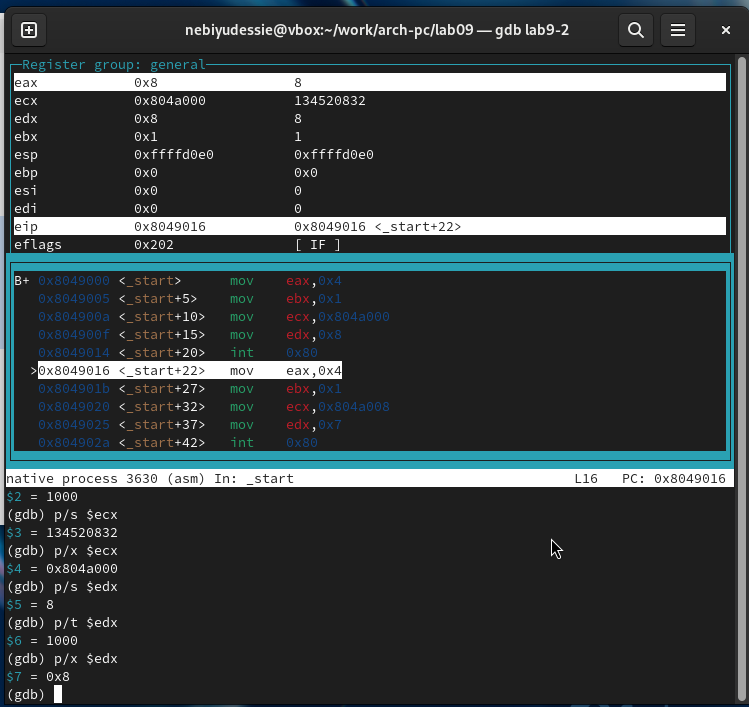 nebiyudessie@vbox:~/work/arch-pc/lab09 — gdb lab9-2
Register group: general
eax 0x8 8
ecx 0x804a000 134520832
edx 0x8 8
ebx 0x1 1
esp 0xffffd0e0 0xffffd0e0
ebp 0x0 0x0
esi 0x0 0
edi 0x0 0
eip 0x8049016 0x8049016 <_start+22>
eflags 0x202 [ IF ]
B+ 0x8049000 <_start> mov eax,0x4
0x8049005 <_start+5> mov ebx,0x1
0x804900a <_start+10> mov ecx,0x804a000
0x804900f <_start+15> mov edx,0x8
0x8049014 <_start+20> int 0x80
>0x8049016 <_start+22> mov eax,0x4
0x804901b <_start+27> mov ebx,0x1
0x8049020 <_start+32> mov ecx,0x804a008
0x8049025 <_start+37> mov edx,0x7
0x804902a <_start+42> int 0x80
native process 3630 (asm) In: _start L16 PC: 0x8049016
$2 = 1000
(gdb) p/s $ecx
$3 = 134520832
(gdb) p/x $ecx
$4 = 0x804a000
(gdb) p/s $edx
$5 = 8
(gdb) p/t $edx
$6 = 1000
(gdb) p/x $edx
$7 = 0x8
(gdb)